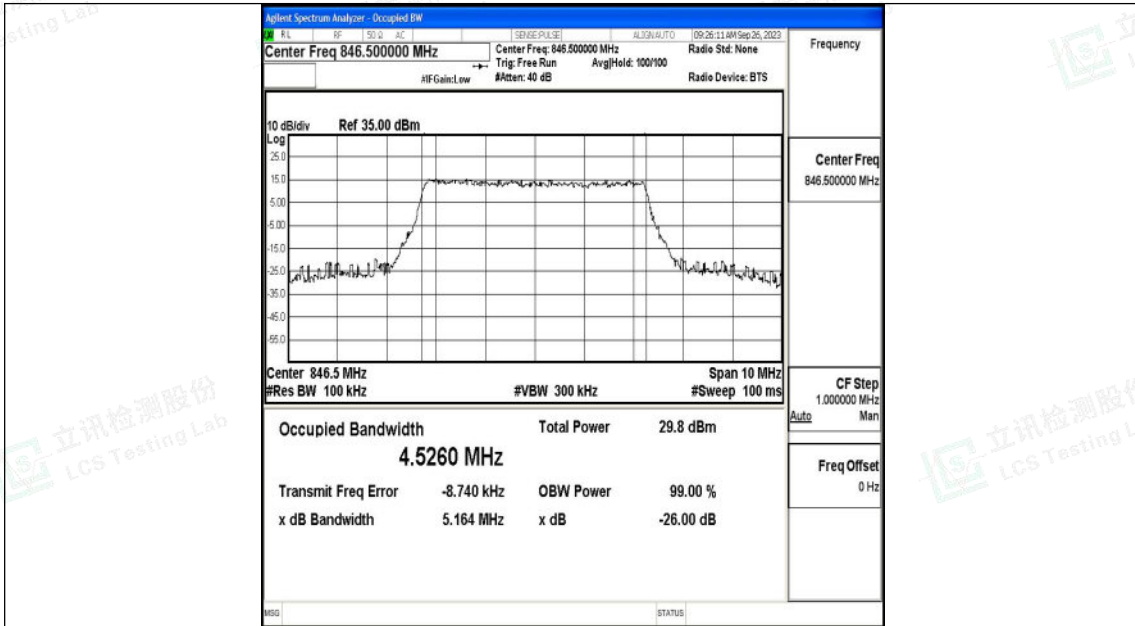 Agilent Spectrum Analyzer - Occupied BW
RL RF 50 Ω AC SENSE:PULSE ALIGNAUTO 09:26:11 AM Sep 26, 2023
Center Freq 846.500000 MHz
Center Freq: 846.500000 MHz Radio Std: None
Trig: Free Run Avg|Hold: 100/100
#IFGain:Low #Atten: 40 dB Radio Device: BTS
Frequency
10 dB/div Ref 35.00 dBm
Log
25.0
15.0
5.00
-5.00
-15.0
-25.0
-35.0
-45.0
-55.0
Center Freq
846.500000 MHz
Center 846.5 MHz Span 10 MHz
#Res BW 100 kHz #VBW 300 kHz #Sweep 100 ms
CF Step
1.000000 MHz
Auto Man
Occupied Bandwidth Total Power 29.8 dBm
4.5260 MHz
Transmit Freq Error -8.740 kHz OBW Power 99.00 %
x dB Bandwidth 5.164 MHz x dB -26.00 dB
Freq Offset
0 Hz
MSG STATUS
sting Lab
立讯检测股份
LCS Testing Lab
立讯检测股份
LCS Testing L